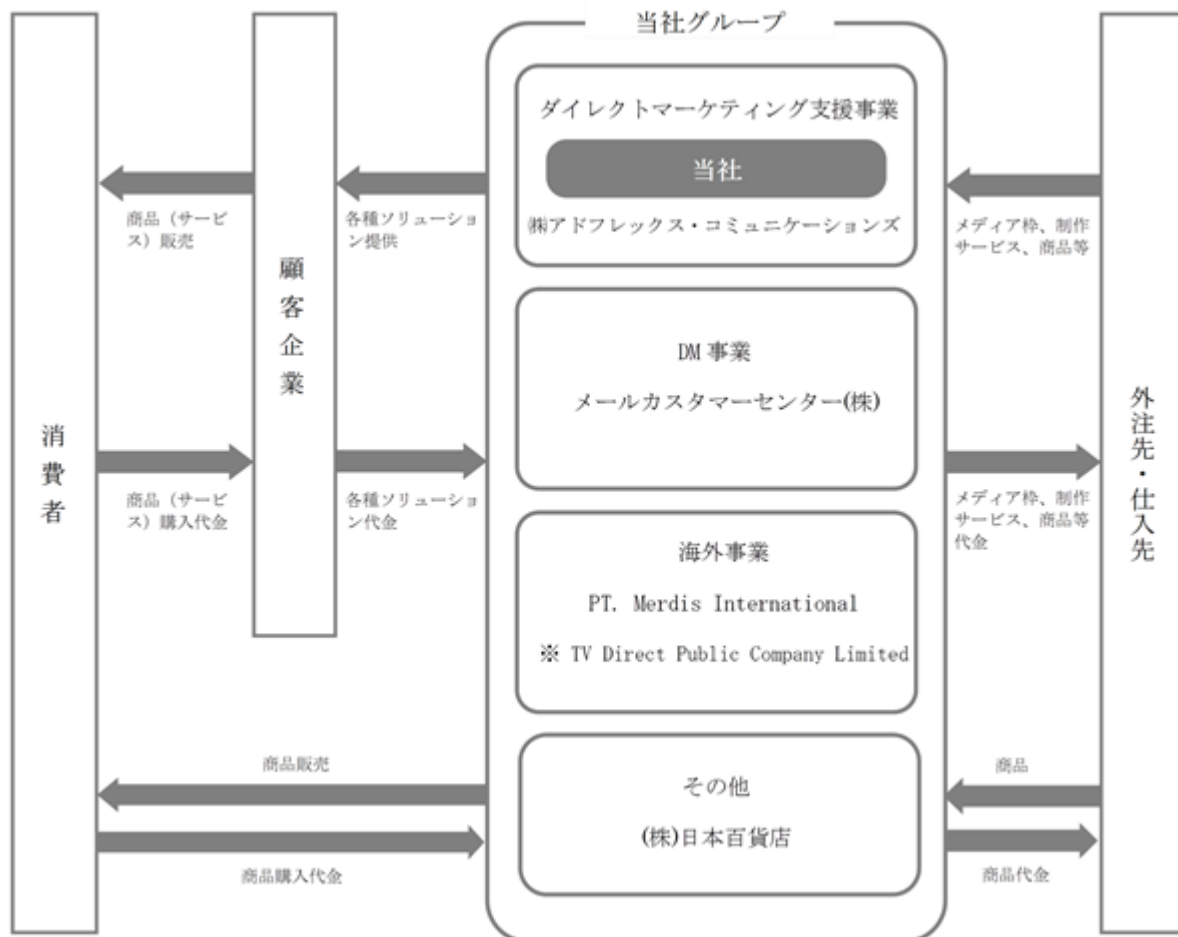 当社グループ
ダイレクトマーケティング支援事業
当社
㈱アドフレックス・コミュニケーションズ
商品（サービ
ス）販売
各種ソリューショ
ン提供
メディア枠、制作
サービス、商品等
顧客企業
DM 事業
メールカスタマーセンター(株)
消費者
外注先・仕入先
商品（サービ
ス）購入代金
各種ソリューショ
ン代金
メディア枠、制作
サービス、商品等
代金
海外事業
PT. Merdis International
※ TV Direct Public Company Limited
商品販売
商品
その他
(株)日本百貨店
商品購入代金
商品代金